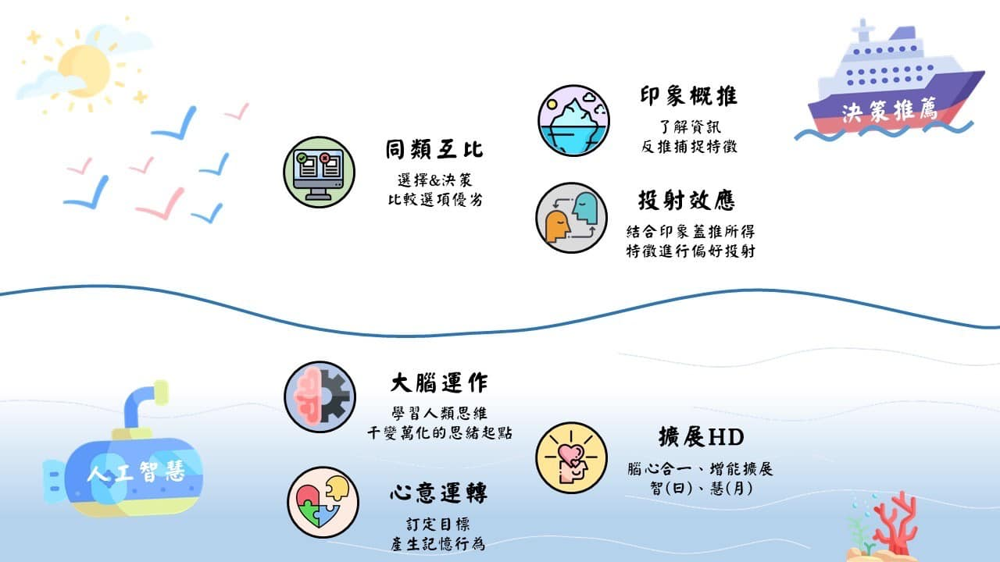 決策推薦
同類互比
選擇&決策
比較選項優劣
印象概推
了解資訊
反推捕捉特徵
投射效應
結合印象蓋推所得
特徵進行偏好投射
人工智慧
大腦運作
學習人類思維
千變萬化的思緒起點
心意運轉
訂定目標
產生記憶行為
擴展HD
腦心合一、增能擴展
智(日)、慧(月)